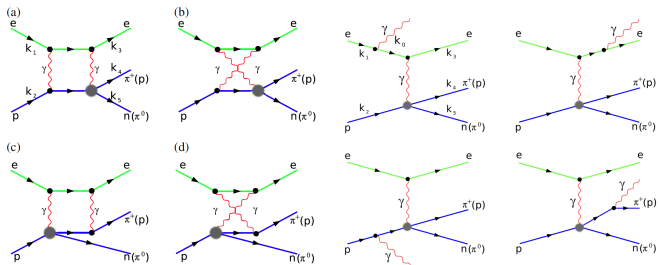 (a)
e
e
k₁
k₃
γ
γ
k₄
k₂
π⁺(p)
k₅
p
n(π⁰)
(b)
e
e
γ
γ
π⁺(p)
p
n(π⁰)
γ
e
e
k₀
k₁
k₃
γ
k₄
π⁺(p)
k₂
k₅
p
n(π⁰)
γ
e
e
γ
π⁺(p)
p
n(π⁰)
(c)
e
e
γ
γ
π⁺(p)
p
n(π⁰)
(d)
e
e
γ
γ
π⁺(p)
p
n(π⁰)
e
e
γ
π⁺(p)
p
γ
n(π⁰)
e
e
γ
γ
π⁺(p)
p
n(π⁰)